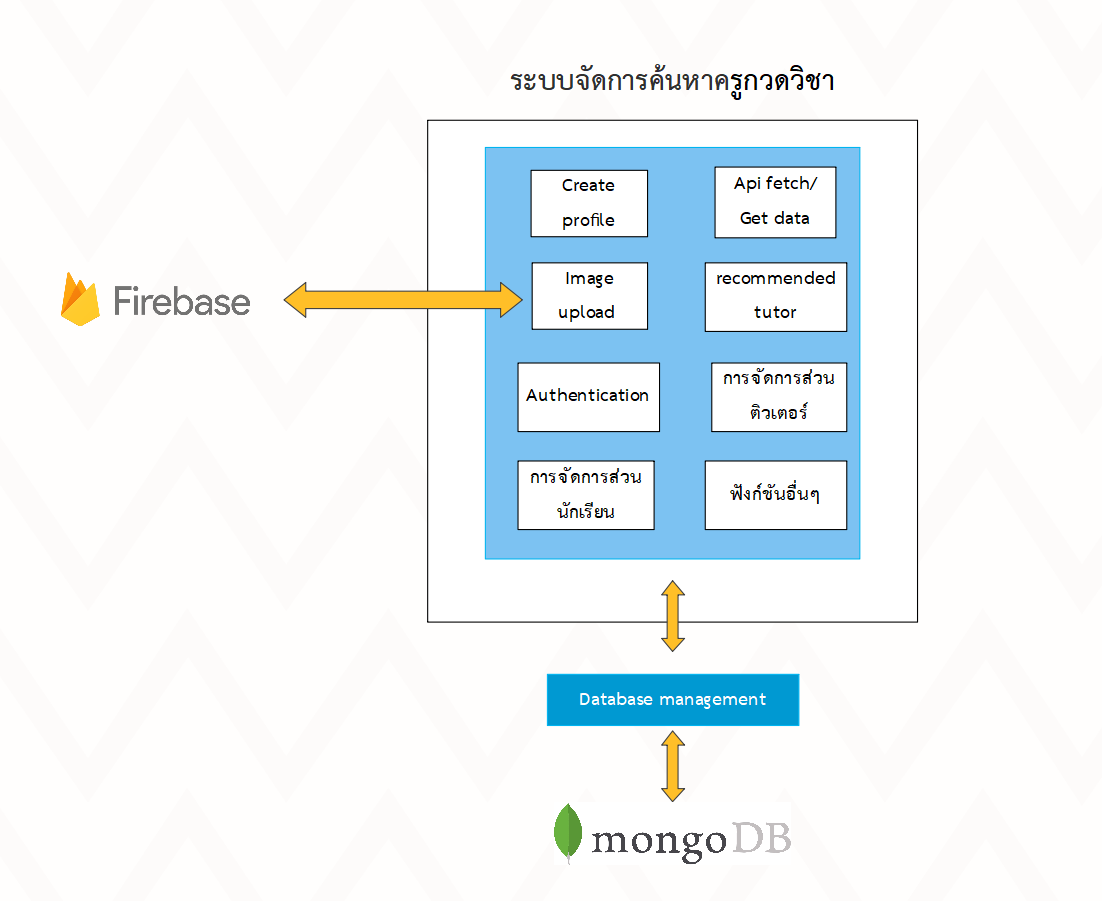 ระบบจัดการค้นหาครูกวดวิชา
Create
profile
Api fetch/
Get data
Firebase
Image
upload
recommended
tutor
Authentication
การจัดการส่วน
ติวเตอร์
การจัดการส่วน
นักเรียน
ฟังก์ชันอื่นๆ
Database management
mongoDB